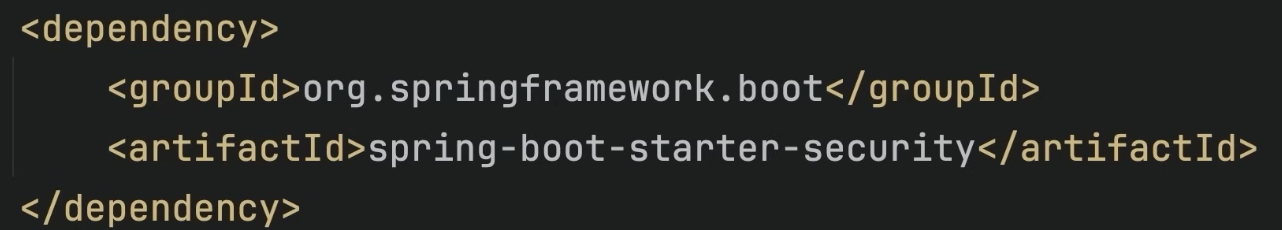 <dependency>
    <groupId>org.springframework.boot</groupId>
    <artifactId>spring-boot-starter-security</artifactId>
</dependency>